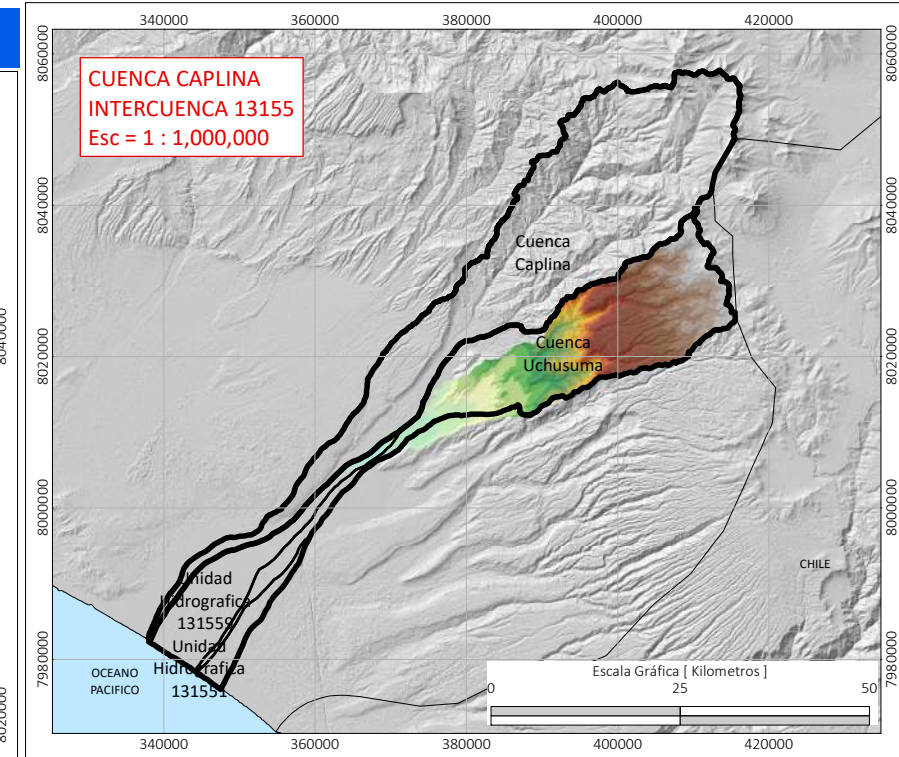 340000 360000 380000 400000 420000
8060000 8060000
CUENCA CAPLINA
INTERCUENCA 13155
Esc = 1 : 1,000,000
8040000 8040000
Cuenca
Caplina
8040000
8020000 8020000
Cuenca
Uchusuma
8000000 8000000
CHILE
Unidad
Hidrografica
131559
Unidad
Hidrografica
131551
7980000 7980000
OCEANO
PACIFICO
8020000
Escala Gráfica [ Kilometros ]
0 25 50
340000 360000 380000 400000 420000